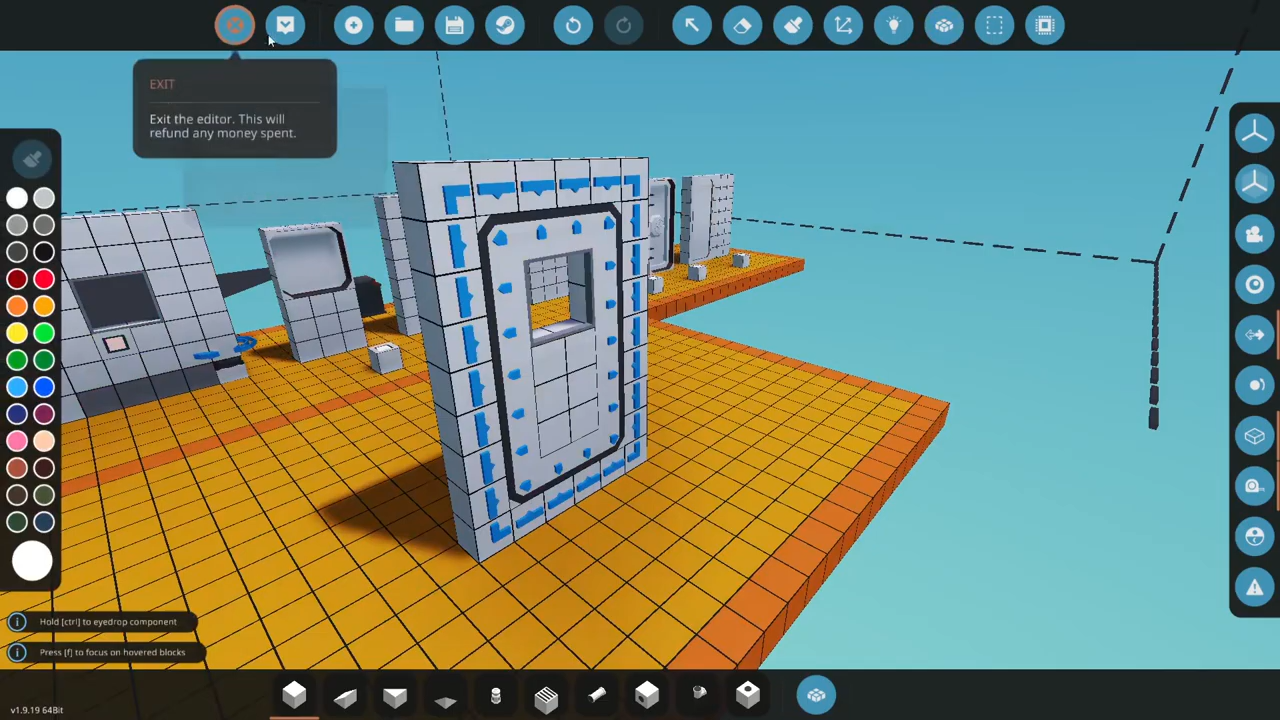 EXIT
Exit the editor. This will
refund any money spent.
Hold [ctrl] to eyedrop component
Press [f] to focus on hovered blocks
v1.9.19 64Bit